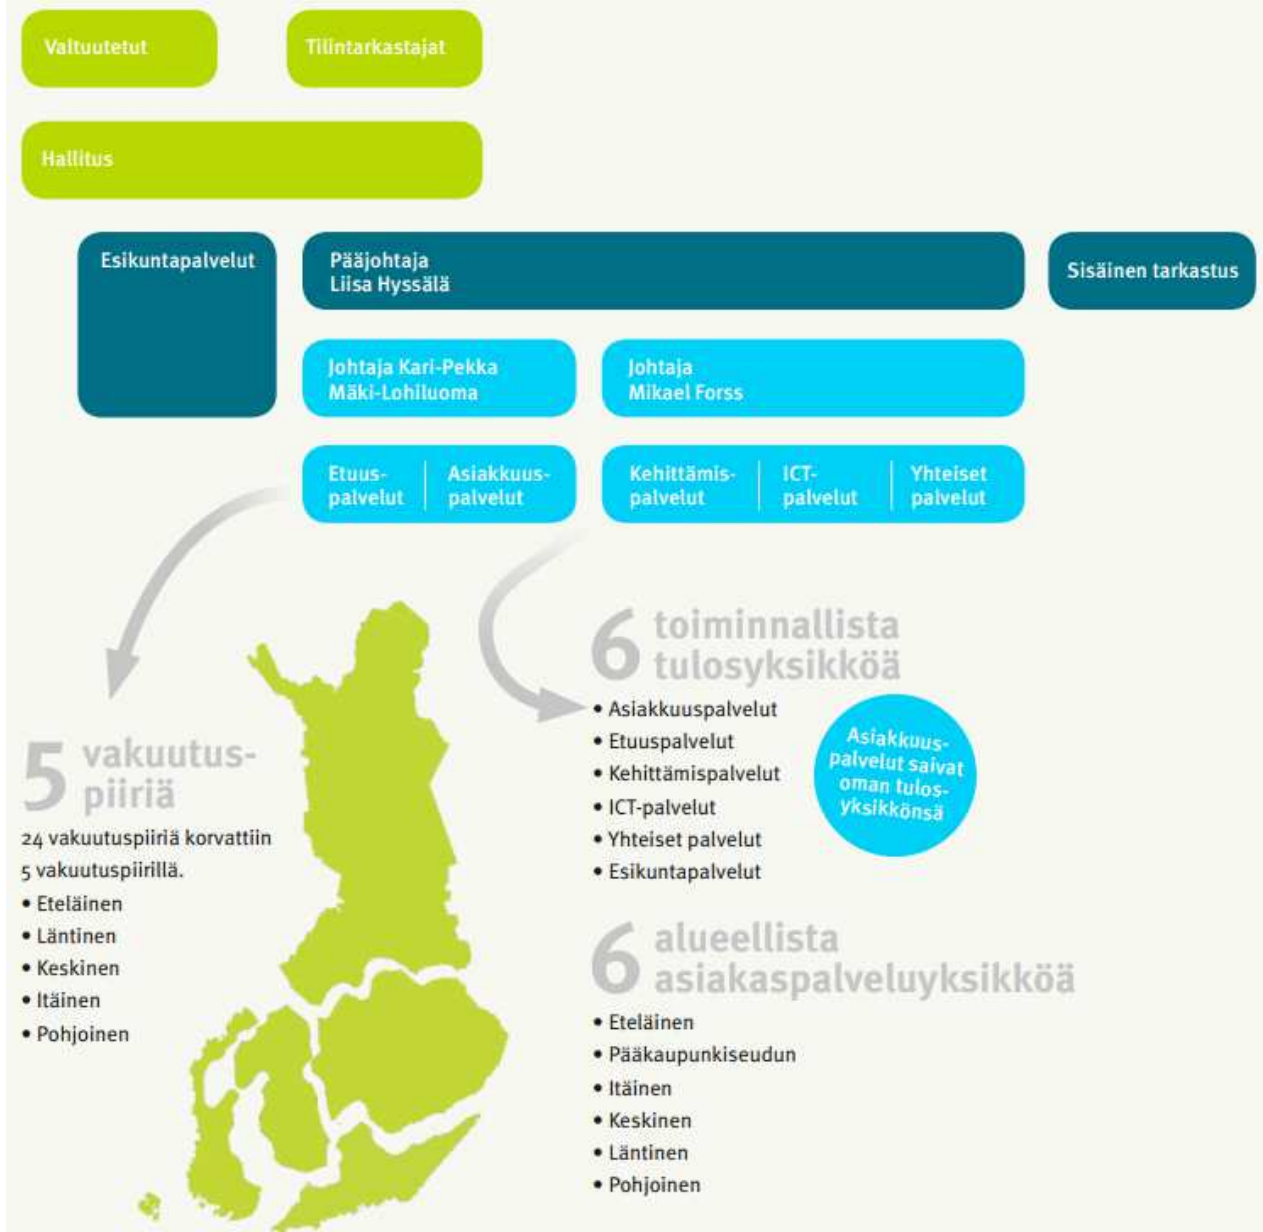 Valtuutetut
Tilintarkastajat
Hallitus
Esikuntapalvelut
Pääjohtaja
Liisa Hyssälä
Sisäinen tarkastus
Johtaja Kari-Pekka
Mäki-Lohiluoma
Johtaja
Mikael Forss
Etuus-
palvelut
Asiakkuus-
palvelut
Kehittämis-
palvelut
ICT-
palvelut
Yhteiset
palvelut
5 vakuutus-
piiriä
24 vakuutuspiiriä korvattiin
5 vakuutuspiirillä.
• Eteläinen
• Läntinen
• Keskinen
• Itäinen
• Pohjoinen
6 toiminnallista
tulosyksikköä
• Asiakkuuspalvelut
• Etuuspalvelut
• Kehittämispalvelut
• ICT-palvelut
• Yhteiset palvelut
• Esikuntapalvelut
Asiakkuus-
palvelut saivat
oman tulos-
yksikkönsä
6 alueellista
asiakaspalveluyksikköä
• Eteläinen
• Pääkaupunkiseudun
• Itäinen
• Keskinen
• Läntinen
• Pohjoinen